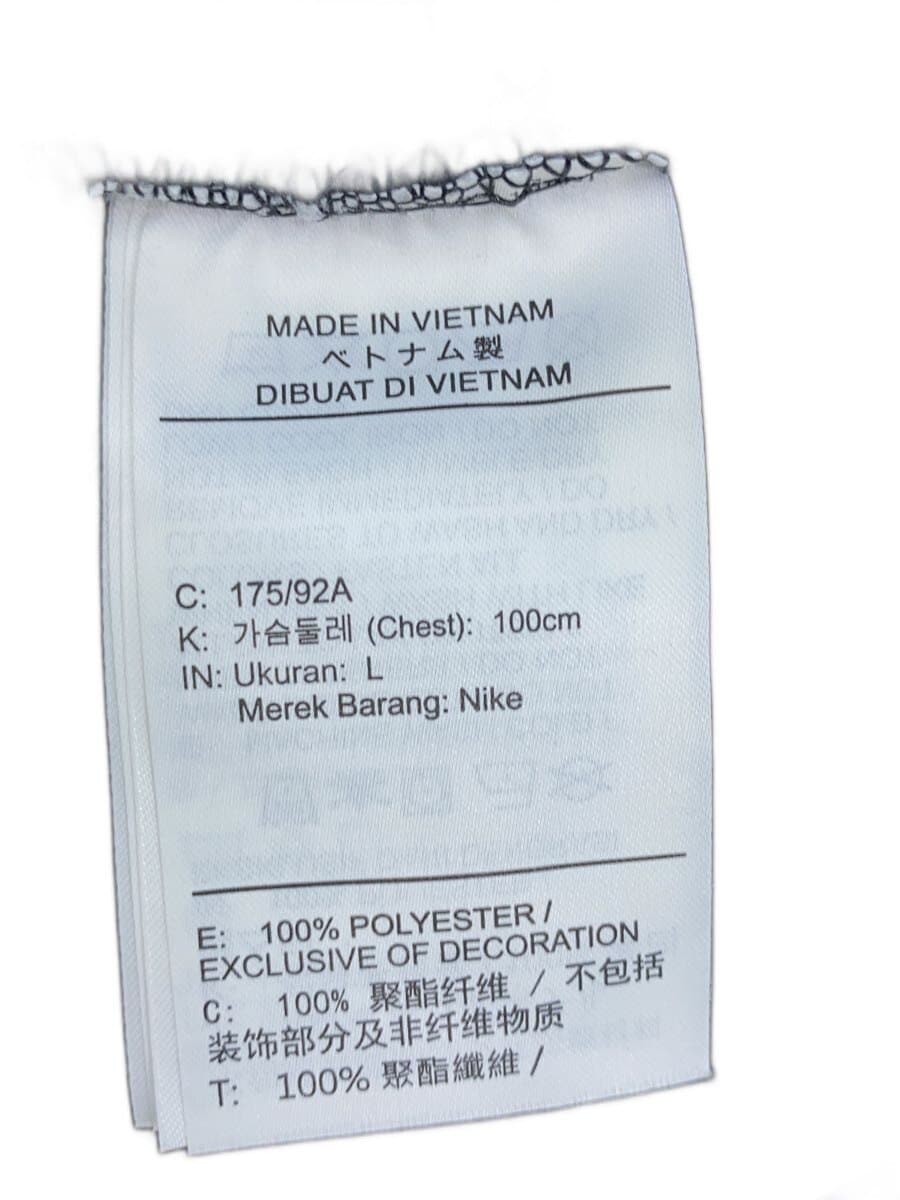 MADE IN VIETNAM
ベトナム製
DIBUAT DI VIETNAM
C: 175/92A
K: 가슴둘레 (Chest): 100cm
IN: Ukuran: L
Merek Barang: Nike
E: 100% POLYESTER /
EXCLUSIVE OF DECORATION
C: 100% 聚酯纤维 / 不包括
装饰部分及非纤维物质
T: 100% 聚酯纖維 /